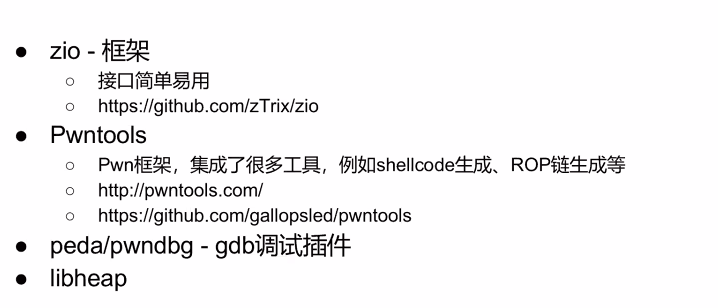 ● zio - 框架
○ 接口简单易用
○ https://github.com/zTrix/zio
● Pwntools
○ Pwn框架，集成了很多工具，例如shellcode生成、ROP链生成等
○ http://pwntools.com/
○ https://github.com/gallopsled/pwntools
● peda/pwndbg - gdb调试插件
● libheap